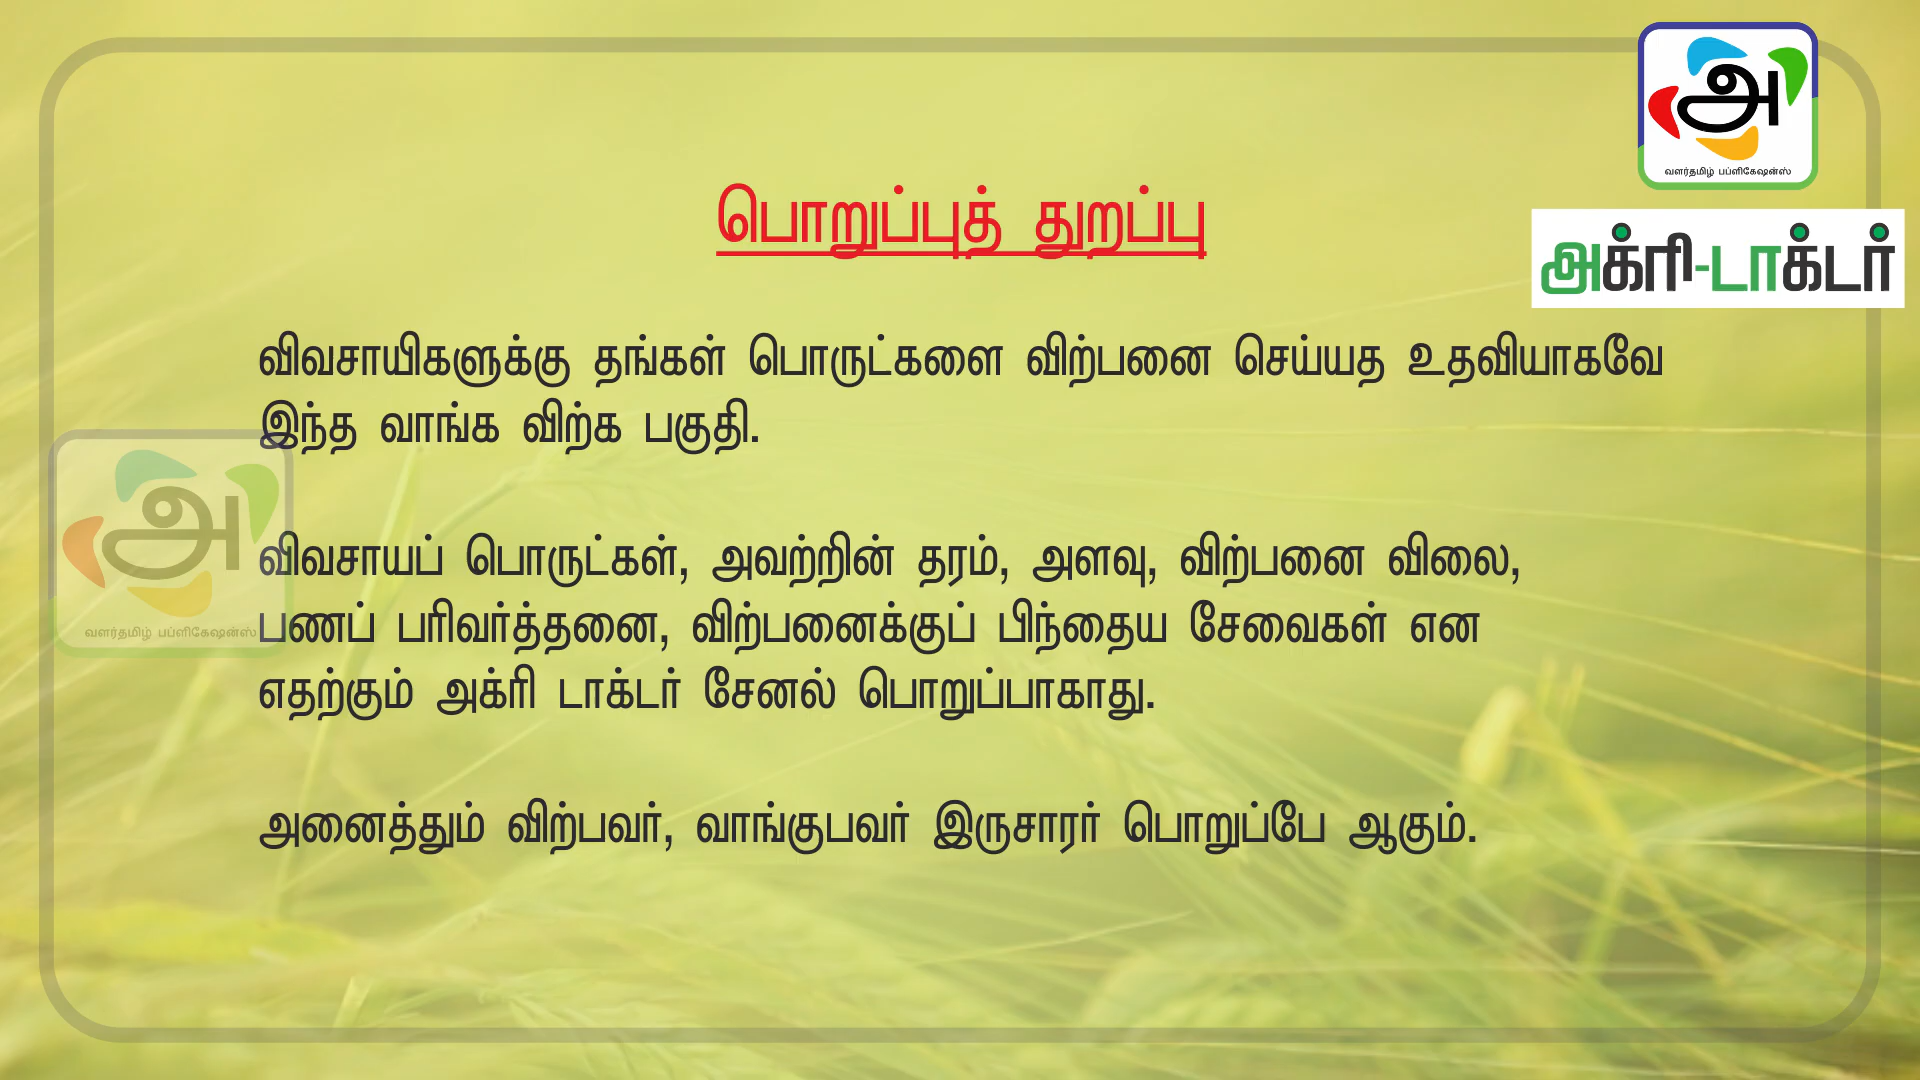 அ
வளர்தமிழ் பப்ளிகேஷன்ஸ்
பொறுப்புத் துறப்பு
அக்ரி-டாக்டர்
விவசாயிகளுக்கு தங்கள் பொருட்களை விற்பனை செய்யத உதவியாகவே
இந்த வாங்க விற்க பகுதி.
அ
விவசாயப் பொருட்கள், அவற்றின் தரம், அளவு, விற்பனை விலை,
பணப் பரிவர்த்தனை, விற்பனைக்குப் பிந்தைய சேவைகள் என
வளர்தமிழ் பப்ளிகேஷன்ஸ்
எதற்கும் அக்ரி டாக்டர் சேனல் பொறுப்பாகாது.
அனைத்தும் விற்பவர், வாங்குபவர் இருசாரர் பொறுப்பே ஆகும்.